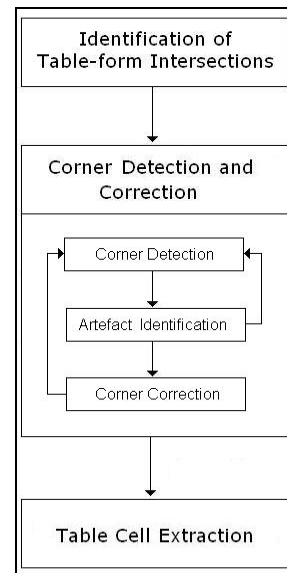 Identification of
Table-form Intersections
Corner Detection and
Correction
Corner Detection
Artefact Identification
Corner Correction
Table Cell Extraction